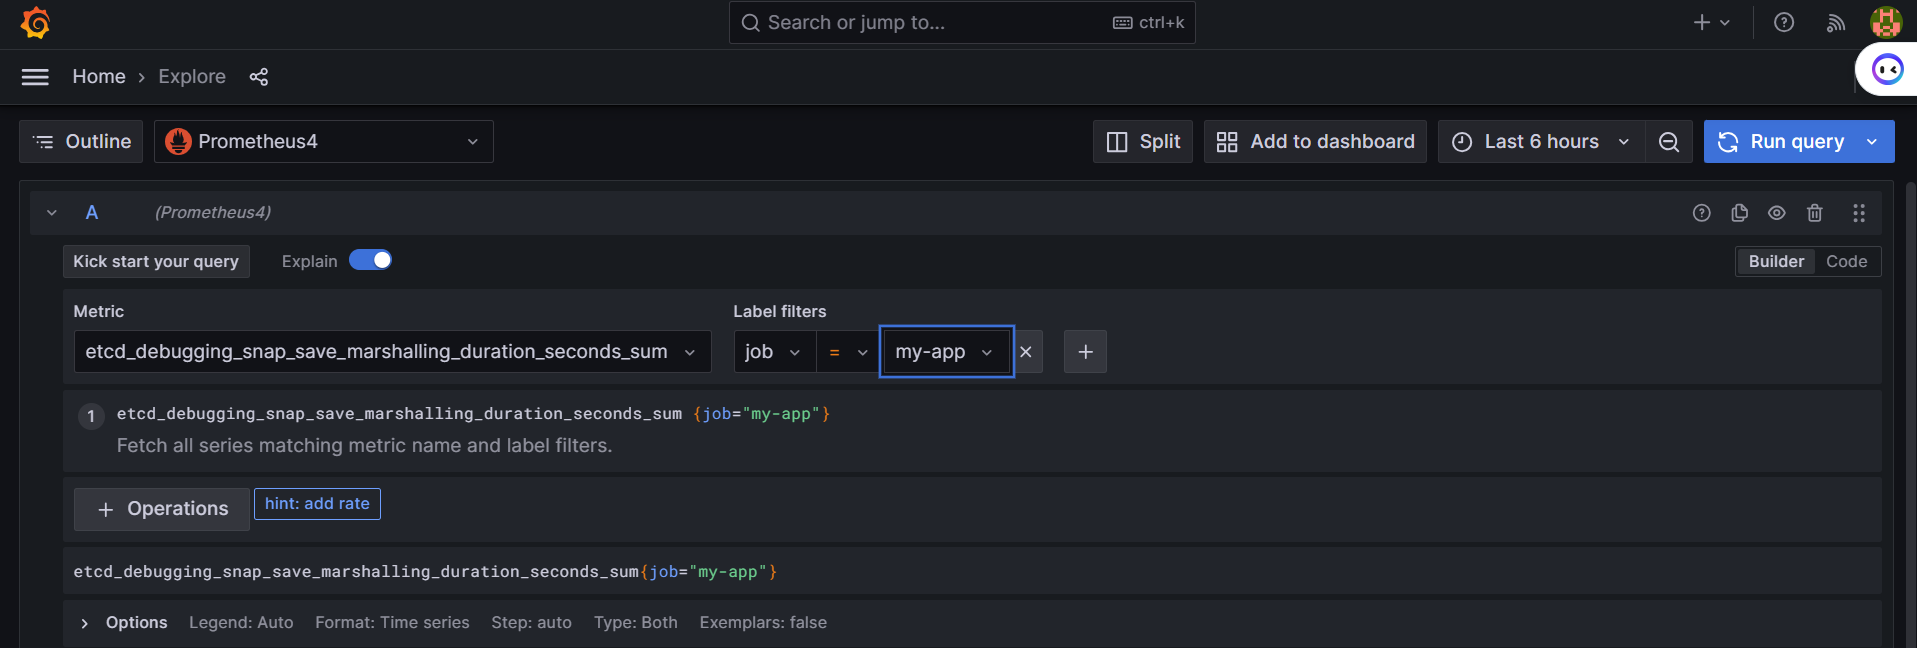 Search or jump to... ctrl+k
Home › Explore
Outline Prometheus4 Split Add to dashboard Last 6 hours Run query
A (Prometheus4)
Kick start your query Explain Builder Code
Metric Label filters
etcd_debugging_snap_save_marshalling_duration_seconds_sum job = my-app
1 etcd_debugging_snap_save_marshalling_duration_seconds_sum {job="my-app"}
Fetch all series matching metric name and label filters.
+ Operations hint: add rate
etcd_debugging_snap_save_marshalling_duration_seconds_sum{job="my-app"}
Options Legend: Auto Format: Time series Step: auto Type: Both Exemplars: false